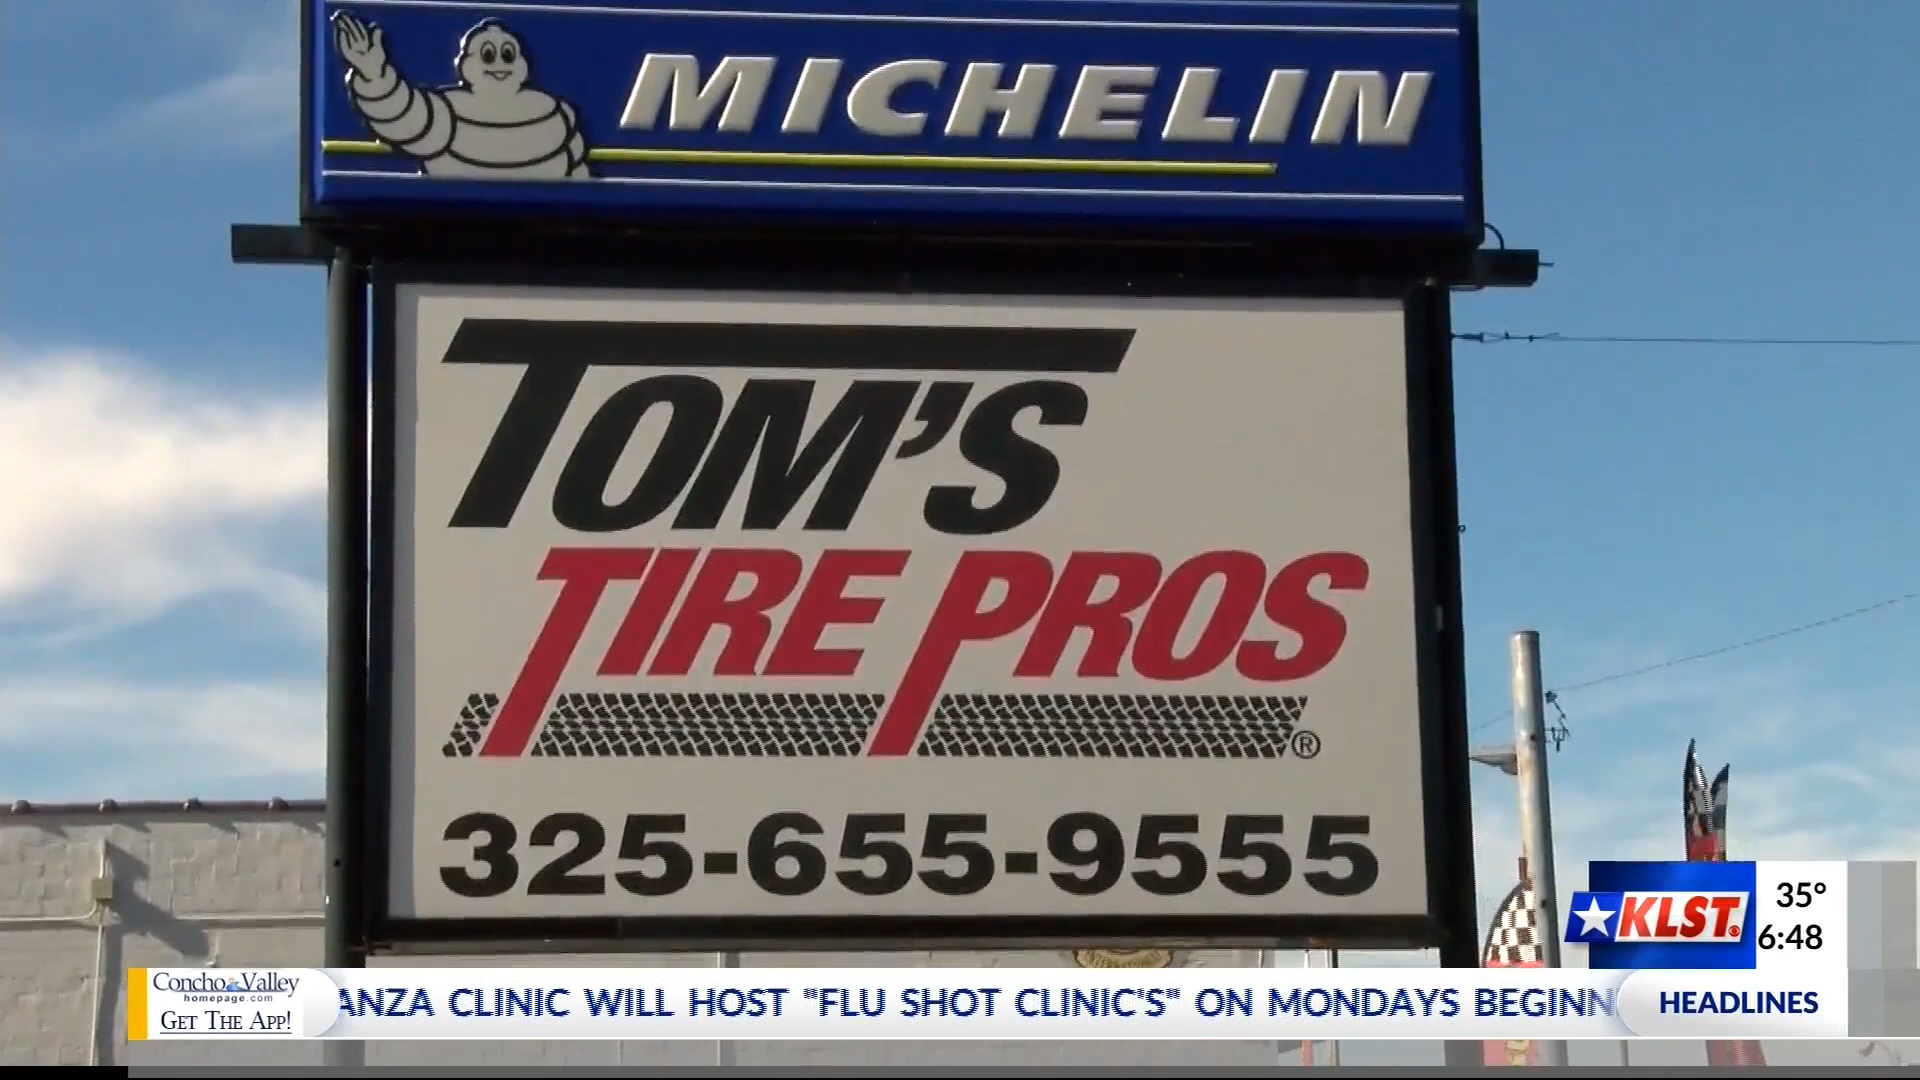 MICHELIN
TOM'S
TIRE PROS
®
325-655-9555
KLST
35°
6:48
Concho Valley
homepage.com
GET THE APP!
ANZA CLINIC WILL HOST "FLU SHOT CLINIC'S" ON MONDAYS BEGINN
HEADLINES